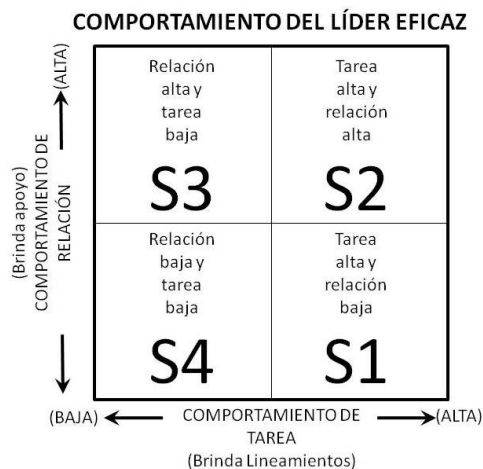 COMPORTAMIENTO DEL LÍDER EFICAZ
(ALTA)
COMPORTAMIENTO DE
RELACIÓN
(Brinda apoyo)
Relación
alta y
tarea
baja
S3
Tarea
alta y
relación
alta
S2
Relación
baja y
tarea
baja
S4
Tarea
alta y
relación
baja
S1
(BAJA)
COMPORTAMIENTO DE
TAREA
(Brinda Lineamientos)
(ALTA)